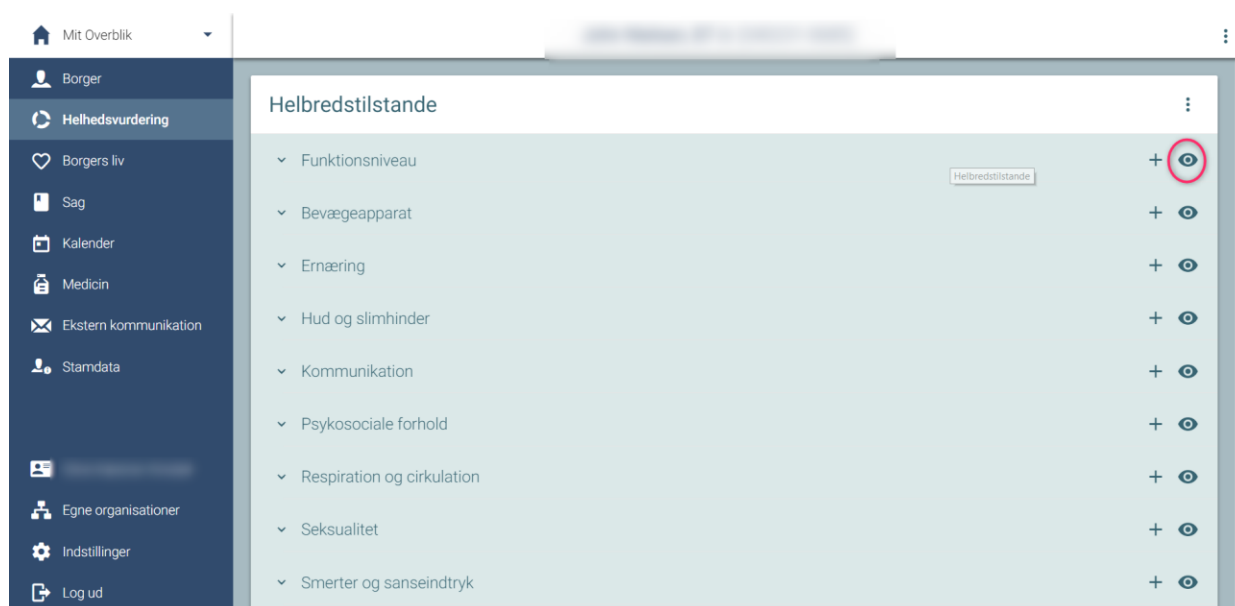 Mit Overblik
Borger
Helhedsvurdering
Borgers liv
Sag
Kalender
Medicin
Ekstern kommunikation
Stamdata
Egne organisationer
Indstillinger
Log ud
Helbredstilstande
Funktionsniveau
Helbredstilstande
Bevægeapparat
Ernæring
Hud og slimhinder
Kommunikation
Psykosociale forhold
Respiration og cirkulation
Seksualitet
Smerter og sanseindtryk